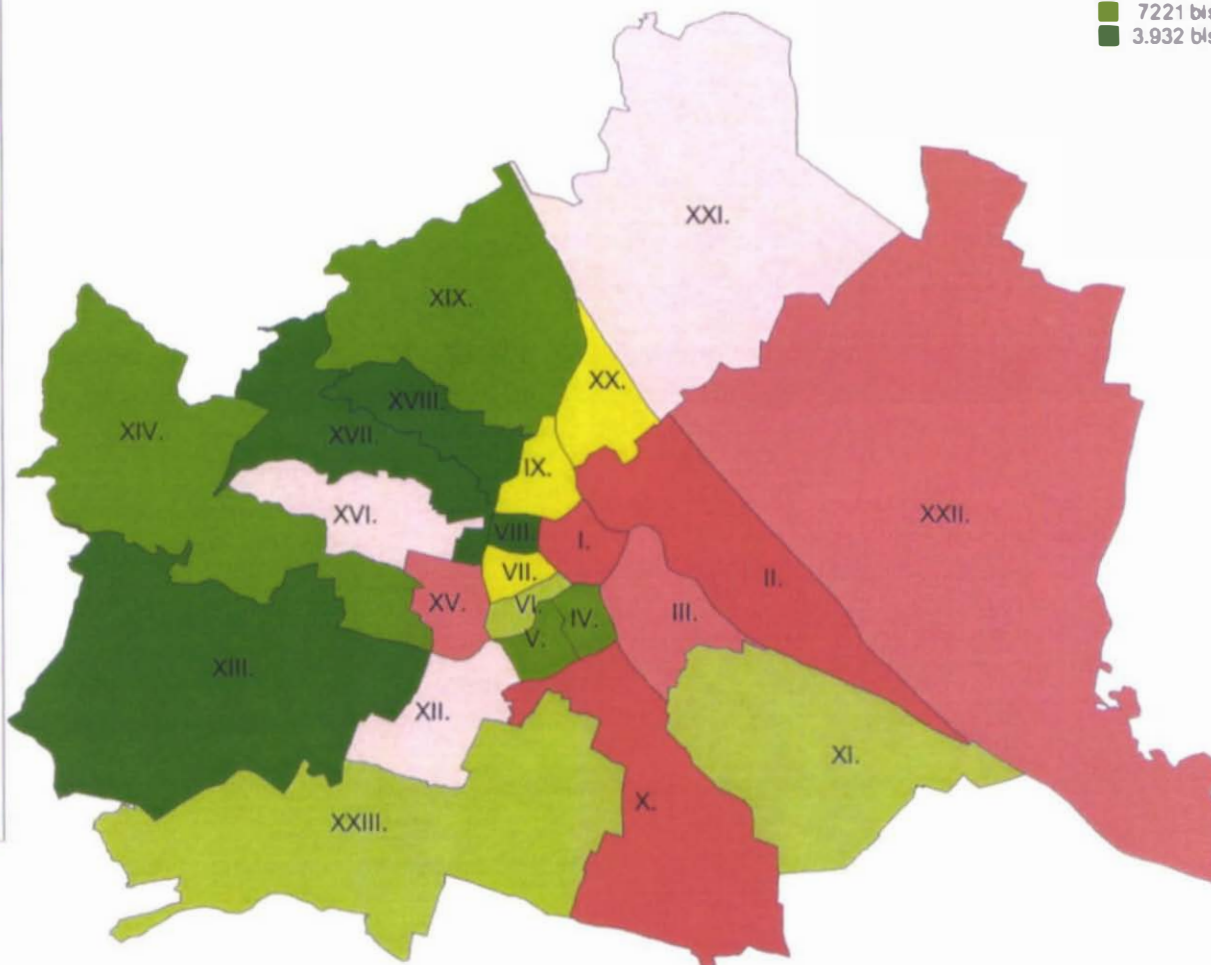 7221 bis
3.932 bis
XXI.
XIX.
XX.
XVIII.
XIV.
XVII.
IX.
XVI.
XXII.
VIII.
I.
VII.
II.
XV.
VI.
IV.
III.
V.
XIII.
XII.
XI.
X.
XXIII.